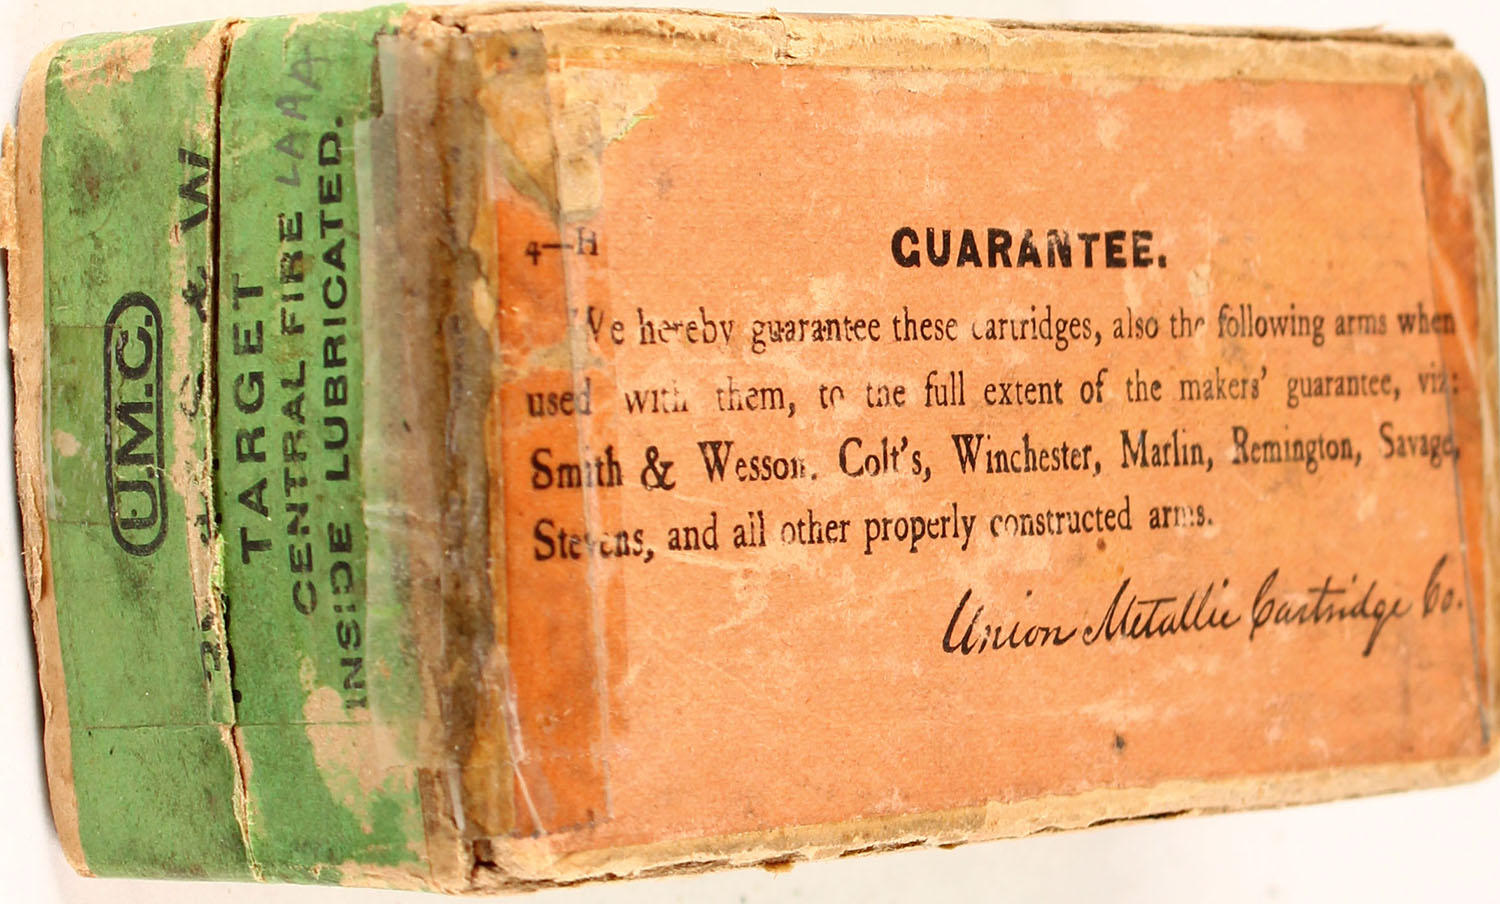 U.M.C.
S & W
TARGET
CENTRAL FIRE
INSIDE LUBRICATED.
4—H
GUARANTEE.
We hereby guarantee these cartridges, also the following arms when
used with them, to the full extent of the makers' guarantee, viz:
Smith & Wesson, Colt's, Winchester, Marlin, Remington, Savage,
Stevens, and all other properly constructed arms.
Union Metallic Cartridge Co.